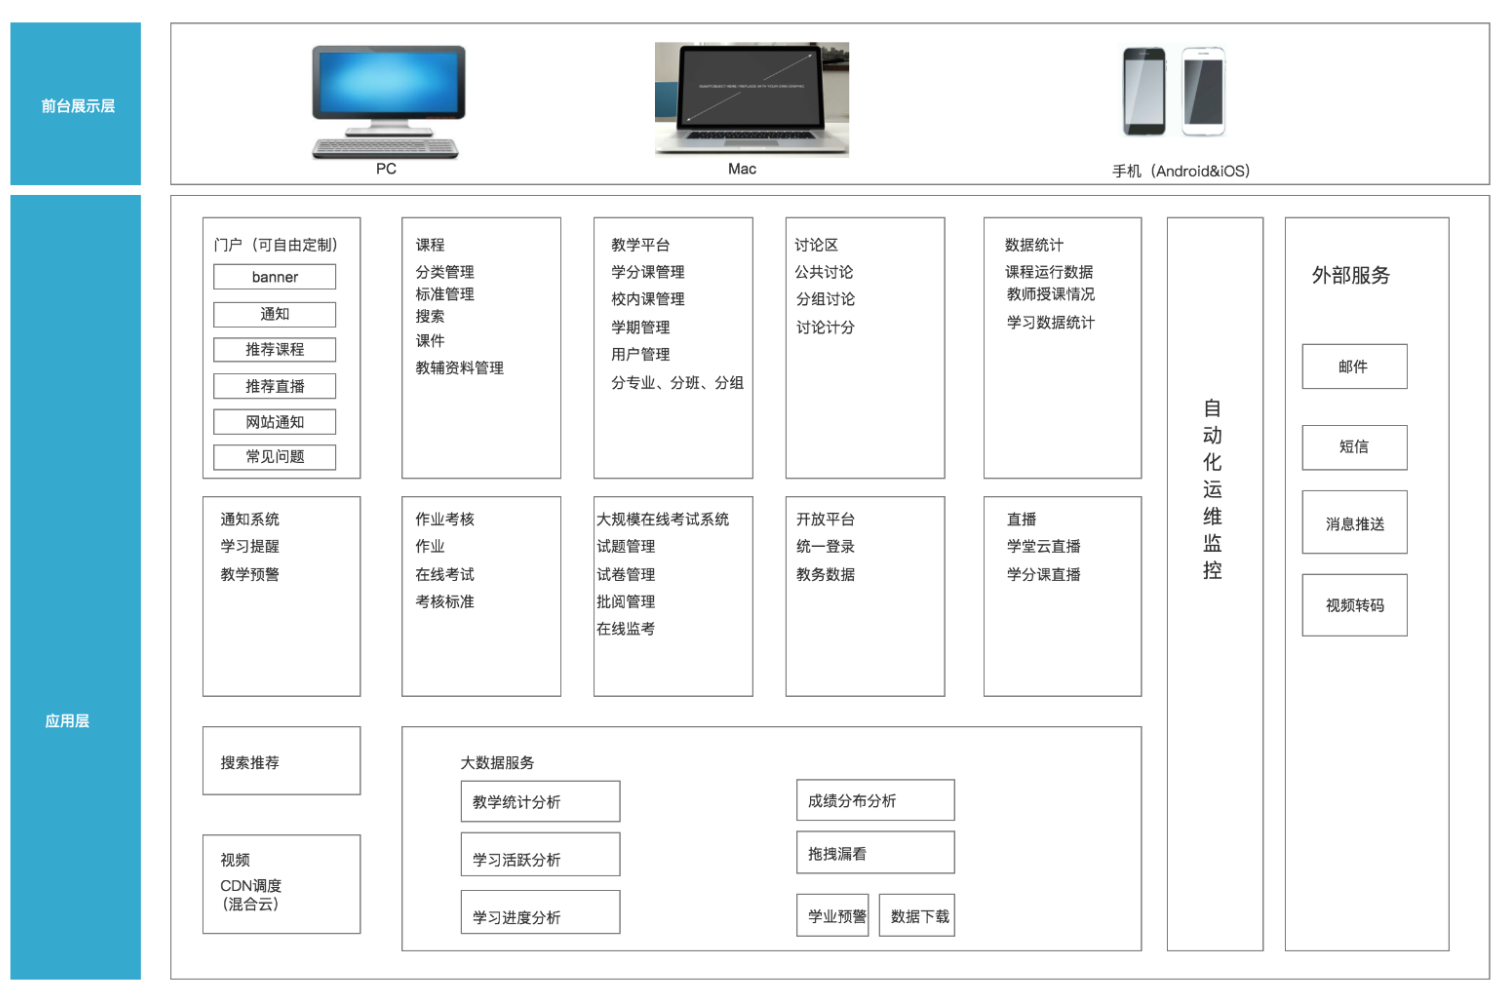 前台展示层
PC
Mac
手机（Android&iOS）
应用层
门户（可自由定制）
banner
通知
推荐课程
推荐直播
网站通知
常见问题
课程
分类管理
标准管理
搜索
课件
教辅资料管理
教学平台
学分课管理
校内课管理
学期管理
用户管理
分专业、分班、分组
讨论区
公共讨论
分组讨论
讨论计分
数据统计
课程运行数据
教师授课情况
学习数据统计
通知系统
学习提醒
教学预警
作业考核
作业
在线考试
考核标准
大规模在线考试系统
试题管理
试卷管理
批阅管理
在线监考
开放平台
统一登录
教务数据
直播
学堂云直播
学分课直播
搜索推荐
视频
CDN调度
（混合云）
大数据服务
教学统计分析
学习活跃分析
学习进度分析
成绩分布分析
拖拽漏看
学业预警
数据下载
自动化运维监控
外部服务
邮件
短信
消息推送
视频转码